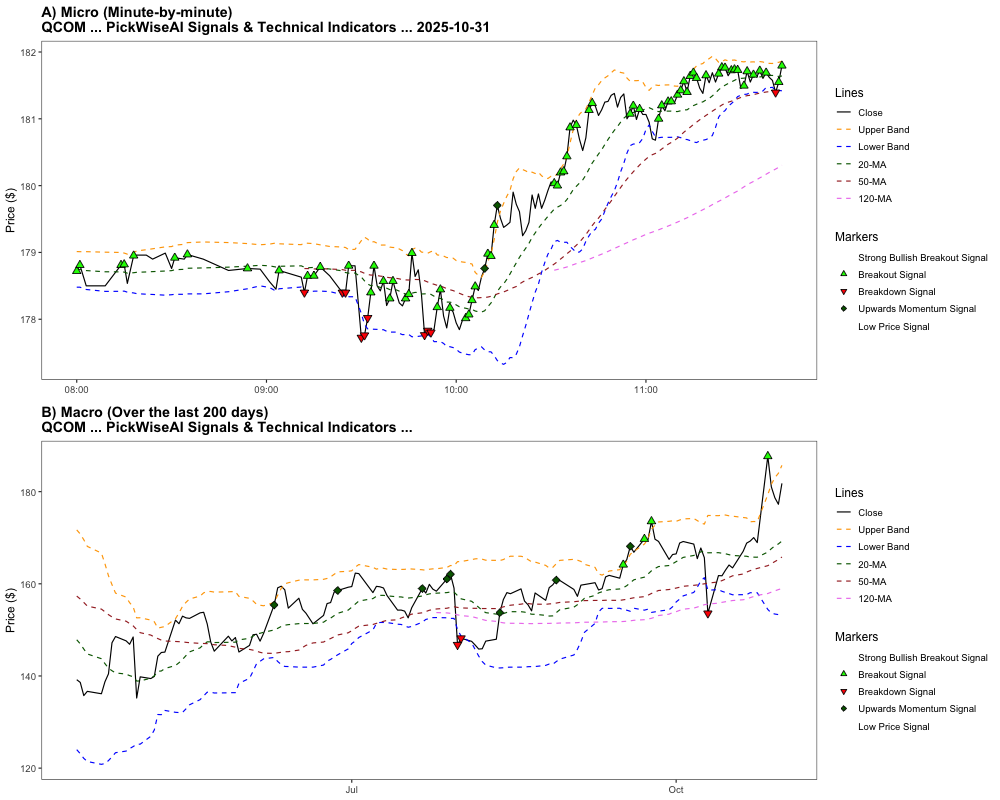 A) Micro (Minute-by-minute)
QCOM ... PickWiseAI Signals & Technical Indicators ... 2025-10-31
Price ($)
182
181
180
179
178
08:00
09:00
10:00
11:00
Lines
Close
Upper Band
Lower Band
20-MA
50-MA
120-MA
Markers
Strong Bullish Breakout Signal
Breakout Signal
Breakdown Signal
Upwards Momentum Signal
Low Price Signal
B) Macro (Over the last 200 days)
QCOM ... PickWiseAI Signals & Technical Indicators ...
Price ($)
180
160
140
120
Jul
Oct
Lines
Close
Upper Band
Lower Band
20-MA
50-MA
120-MA
Markers
Strong Bullish Breakout Signal
Breakout Signal
Breakdown Signal
Upwards Momentum Signal
Low Price Signal